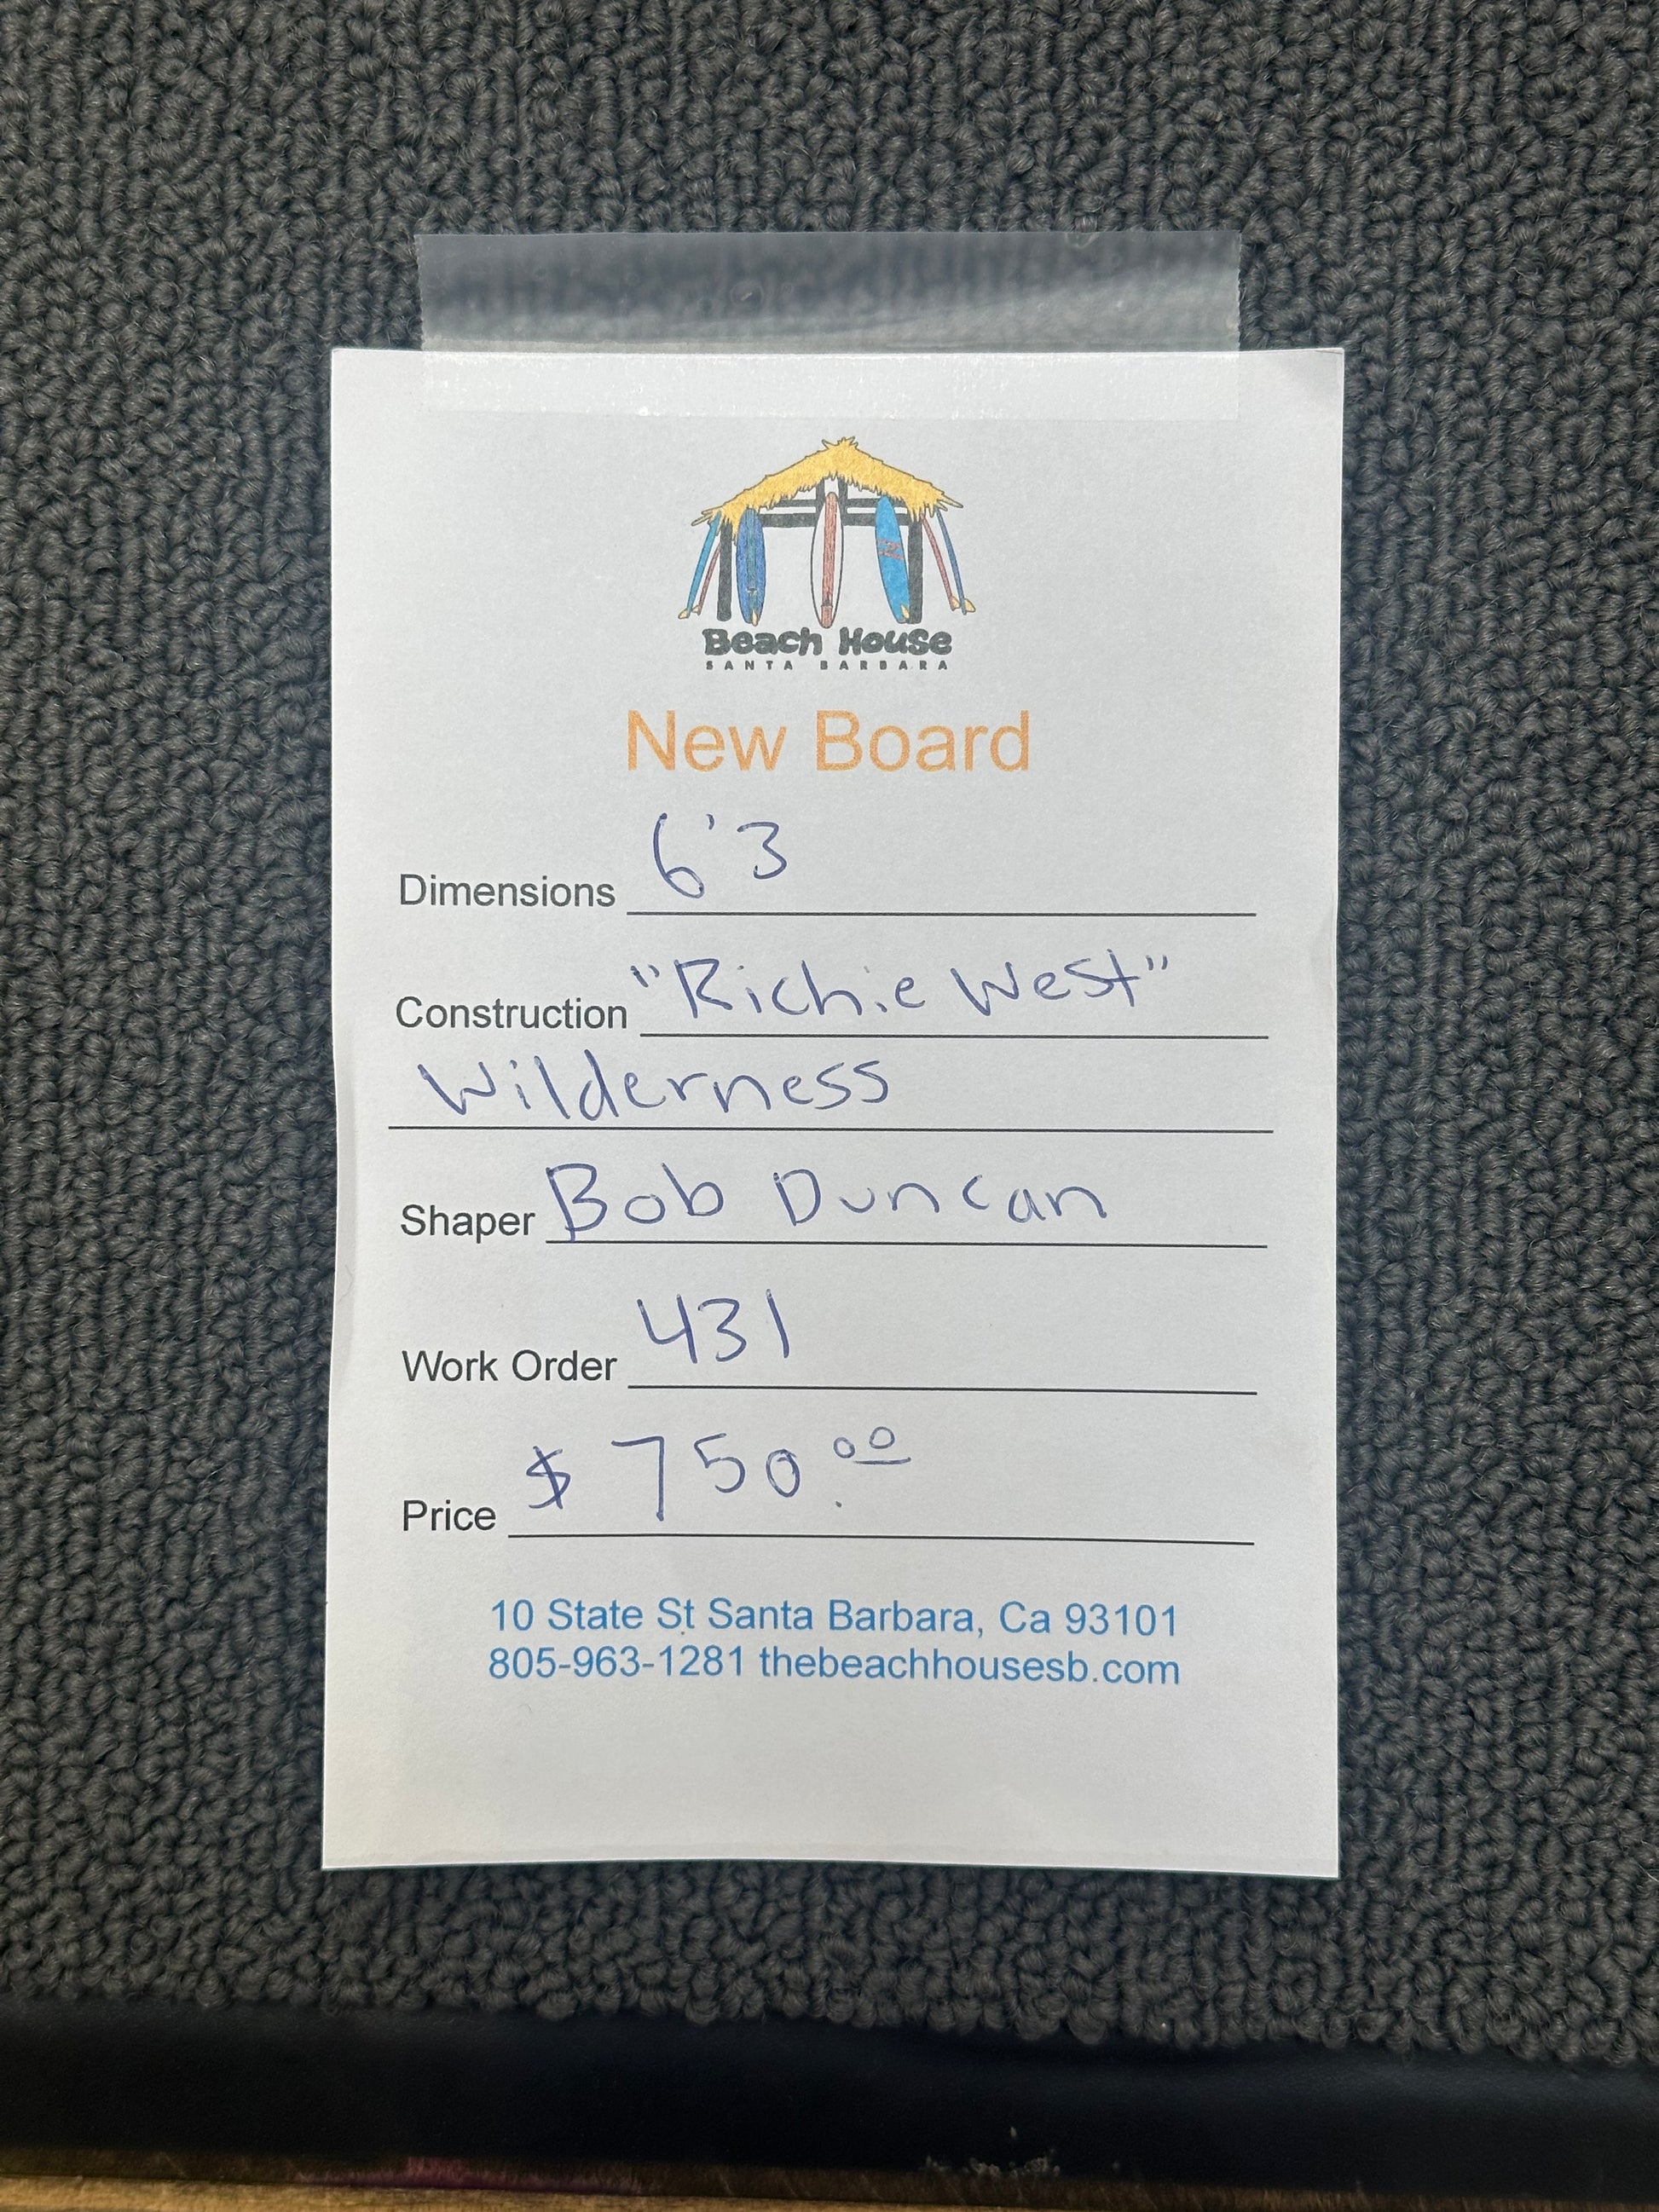 Beach House
SANTA BARBARA
New Board
Dimensions 6'3
Construction "Richie West"
Wilderness
Shaper Bob Duncan
Work Order 431
Price $750.00
10 State St Santa Barbara, Ca 93101
805-963-1281 thebeachhousesb.com